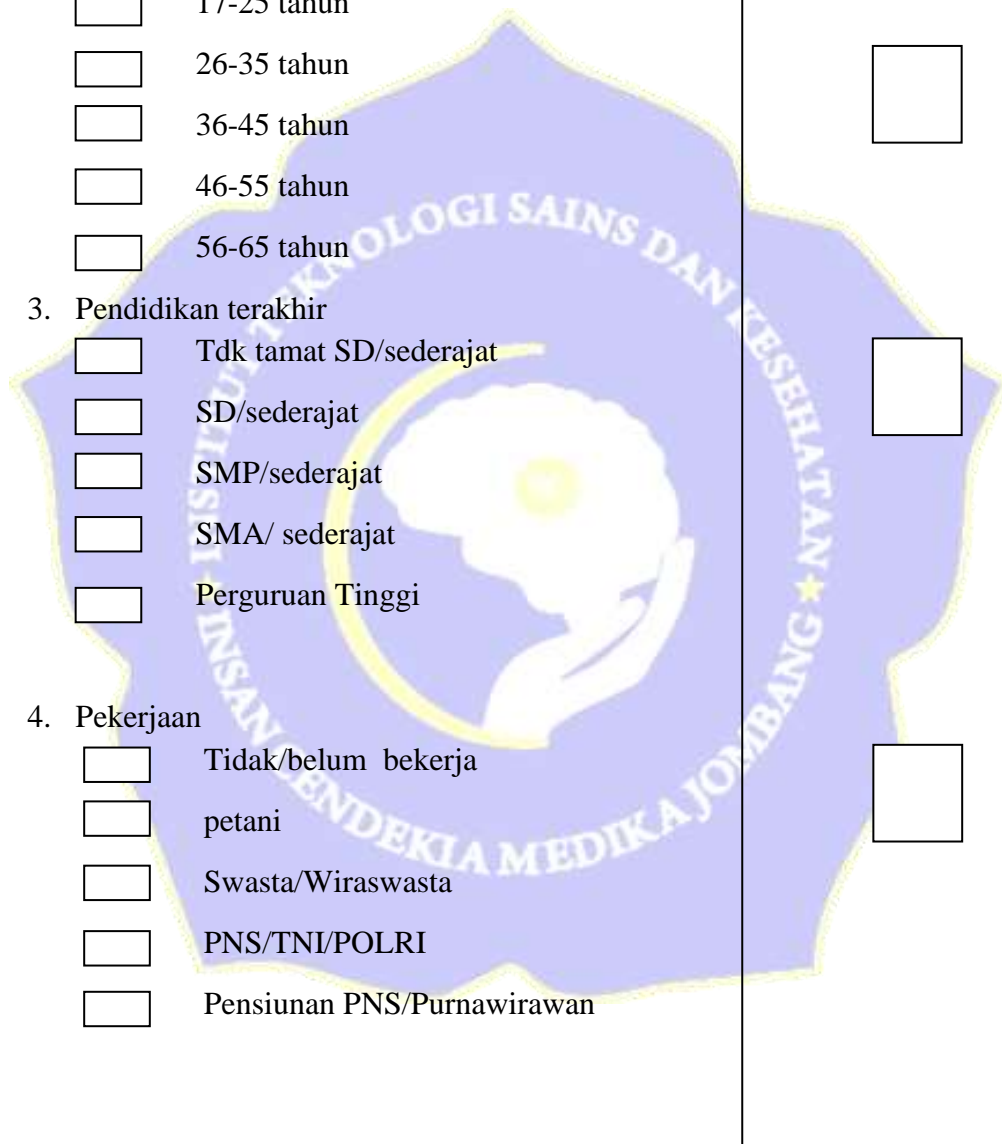 17-25 tahun
26-35 tahun
36-45 tahun
46-55 tahun
56-65 tahun
3. Pendidikan terakhir
Tdk tamat SD/sederajat
SD/sederajat
SMP/sederajat
SMA/ sederajat
Perguruan Tinggi
4. Pekerjaan
Tidak/belum bekerja
petani
Swasta/Wiraswasta
PNS/TNI/POLRI
Pensiunan PNS/Purnawirawan
INSTITUT TEKNOLOGI SAINS DAN KESEHATAN
INSAN CENDEKIA MEDIKA JOMBANG